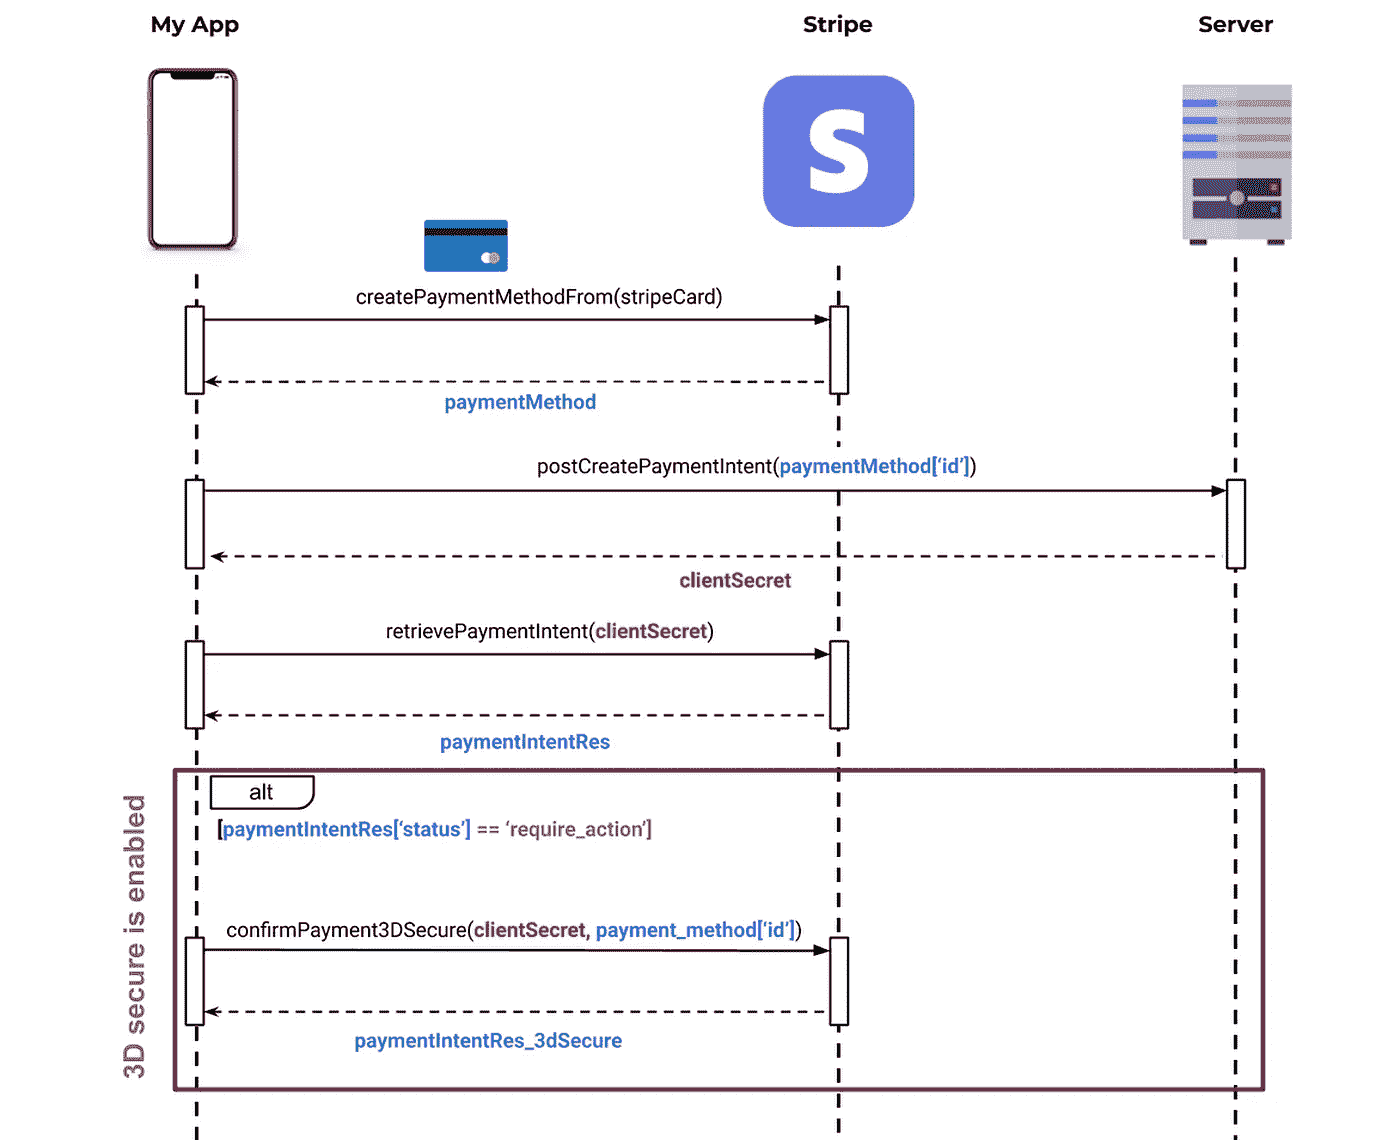 My App
Stripe
Server
S
createPaymentMethodFrom(stripeCard)
paymentMethod
postCreatePaymentIntent(paymentMethod[‘id’])
clientSecret
retrievePaymentIntent(clientSecret)
paymentIntentRes
3D secure is enabled
alt
[paymentIntentRes[‘status’] == ‘require_action’]
confirmPayment3DSecure(clientSecret, payment_method[‘id’])
paymentIntentRes_3dSecure